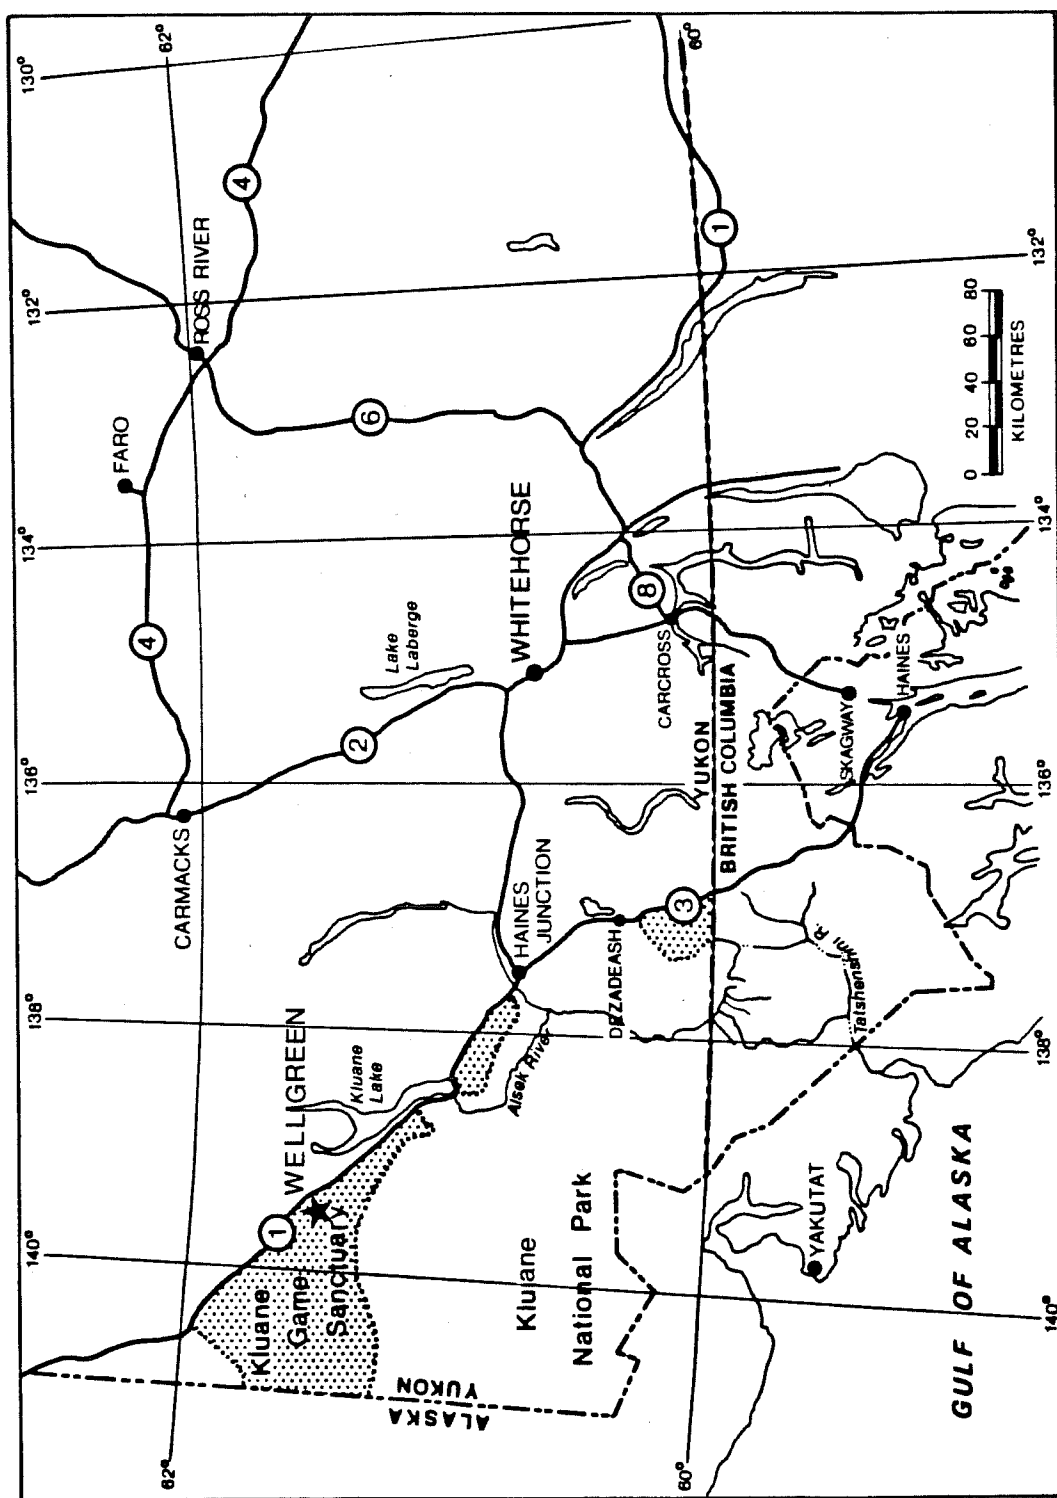 130°
132°
134°
136°
138°
140°
62°
62°
60°
60°
ROSS RIVER
FARO
4
4
6
1
CARMACKS
2
Lake
Laberge
WHITEHORSE
8
CARCROSS
HAINES
JUNCTION
DEZADEASH
3
YUKON
BRITISH COLUMBIA
SKAGWAY
HAINES
Tatshenshini R.
Alsek River
WELLGREEN
Kluane
Lake
1
Kluane
Game
Sanctuary
Kluane
National Park
ALASKA
YUKON
YAKUTAT
GULF OF ALASKA
0 20 40 60 80
KILOMETRES
132°
134°
136°
138°
140°